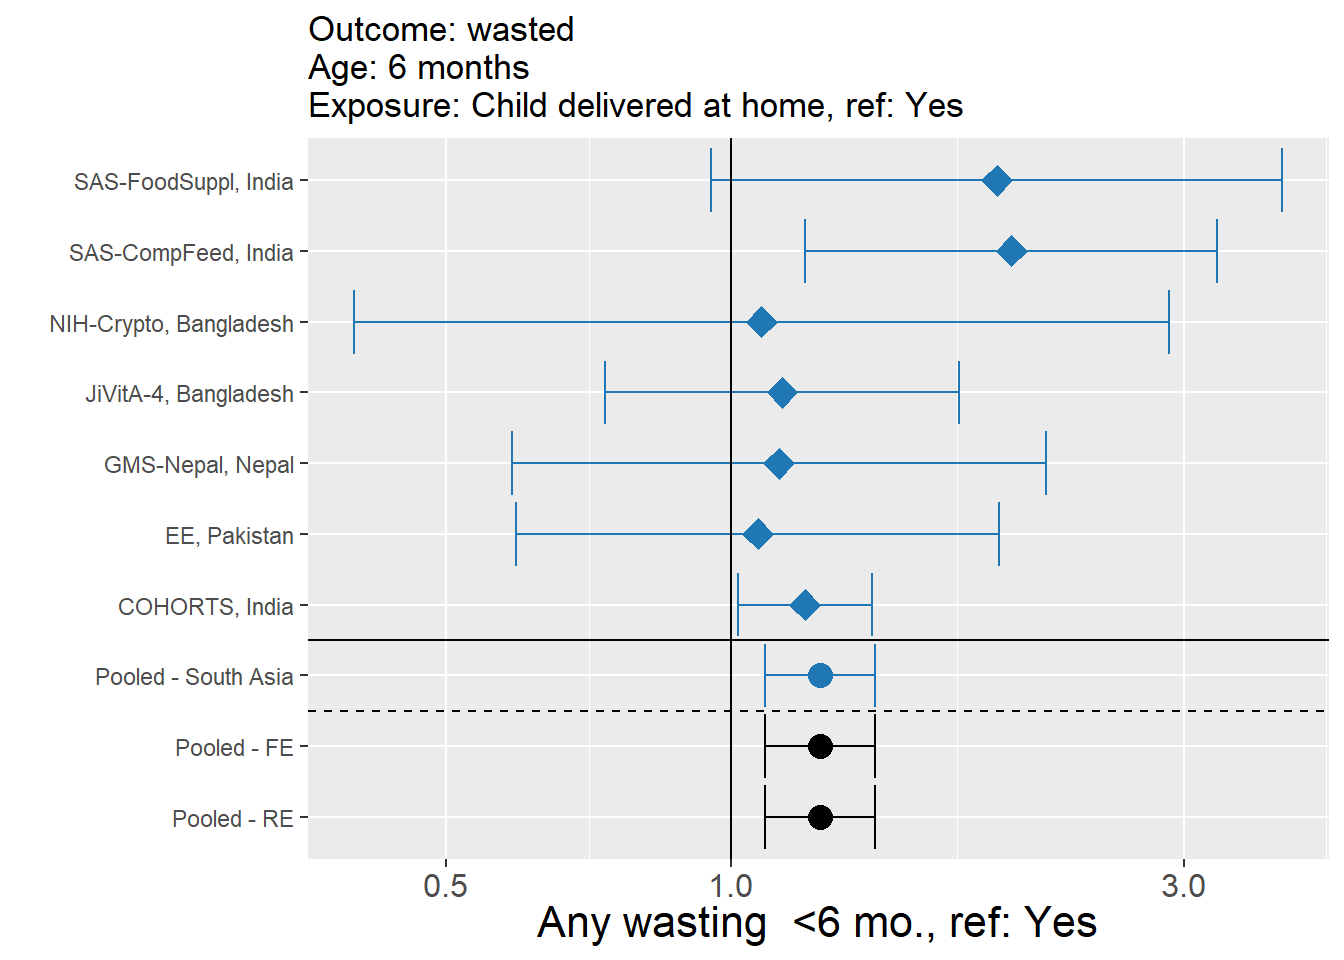 Outcome: wasted
Age: 6 months
Exposure: Child delivered at home, ref: Yes
SAS-FoodSuppl, India
SAS-CompFeed, India
NIH-Crypto, Bangladesh
JiVitA-4, Bangladesh
GMS-Nepal, Nepal
EE, Pakistan
COHORTS, India
Pooled - South Asia
Pooled - FE
Pooled - RE
0.5 1.0 3.0
Any wasting  <6 mo., ref: Yes